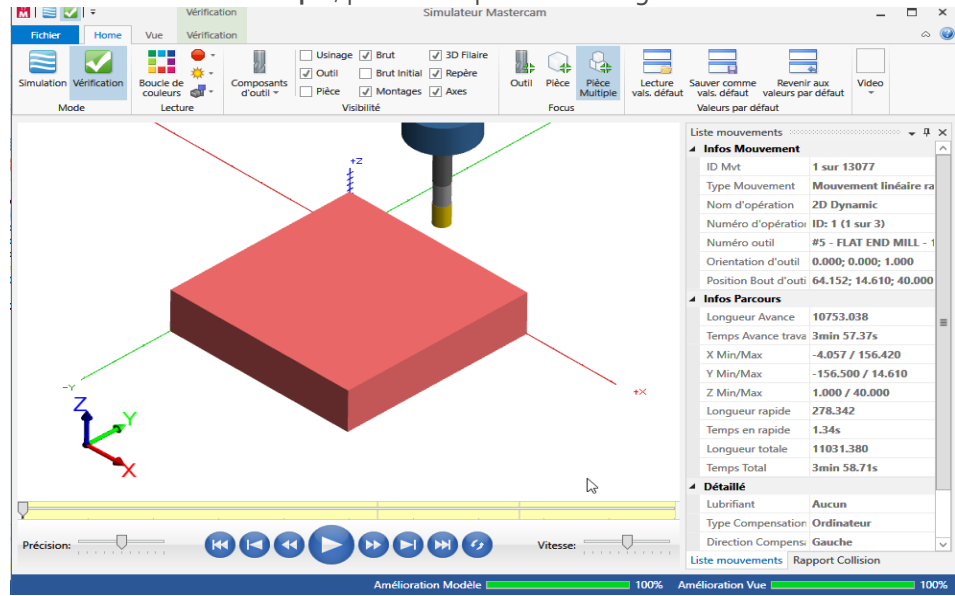 Vérification
Simulateur Mastercam
Fichier Home Vue Vérification
Simulation Vérification
Mode
Boucle de couleurs
Lecture
Composants d'outil
Usinage Brut 3D Filaire
Outil Brut Initial Repère
Pièce Montages Axes
Visibilité
Outil Pièce Pièce Multiple
Focus
Lecture vals. défaut
Sauver comme vals. défaut
Revenir aux valeurs par défaut
Valeurs par défaut
Video
+Z
-Y
+X
Z
Y
X
Liste mouvements
Infos Mouvement
ID Mvt 1 sur 13077
Type Mouvement Mouvement linéaire ra
Nom d'opération 2D Dynamic
Numéro d'opération ID: 1 (1 sur 3)
Numéro outil #5 - FLAT END MILL - 1
Orientation d'outil 0.000; 0.000; 1.000
Position Bout d'outi 64.152; 14.610; 40.000
Infos Parcours
Longueur Avance 10753.038
Temps Avance trava 3min 57.37s
X Min/Max -4.057 / 156.420
Y Min/Max -156.500 / 14.610
Z Min/Max 1.000 / 40.000
Longueur rapide 278.342
Temps en rapide 1.34s
Longueur totale 11031.380
Temps Total 3min 58.71s
Détaillé
Lubrifiant Aucun
Type Compensation Ordinateur
Direction Compensa Gauche
Liste mouvements Rapport Collision
Précision:
Vitesse:
Amélioration Modèle 100% Amélioration Vue 100%